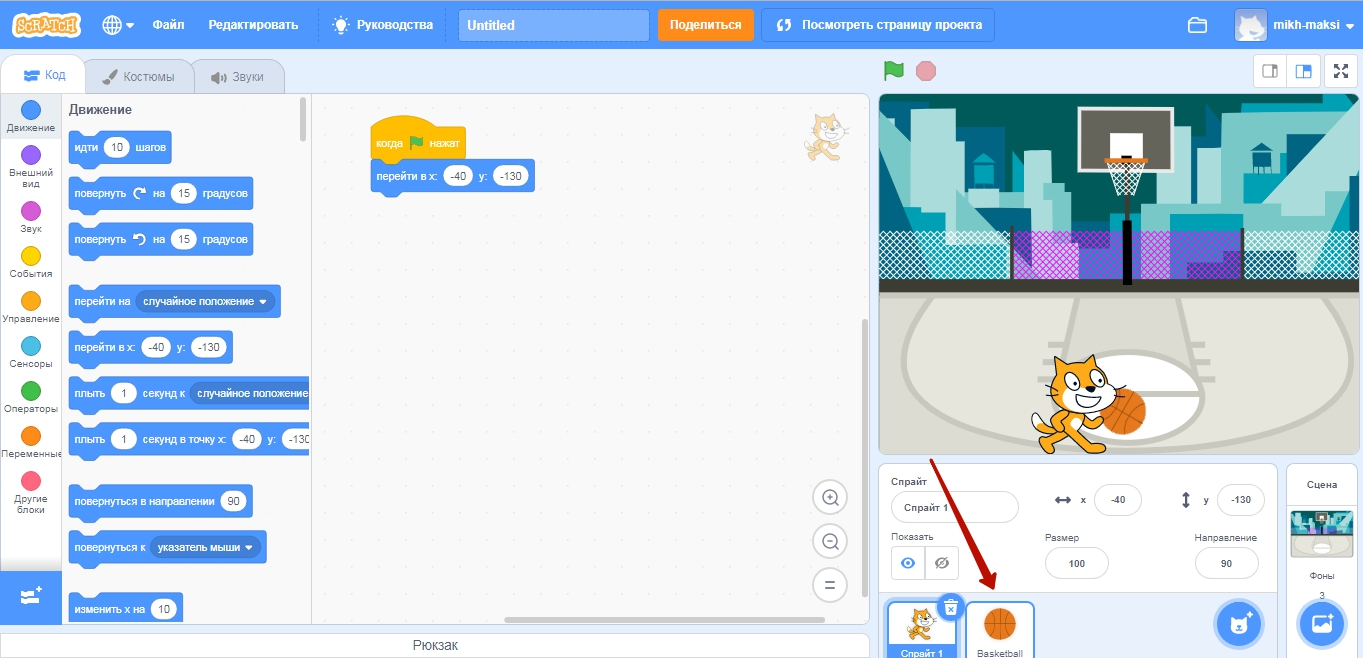 SCRATCH
Файл
Редактировать
Руководства
Untitled
Поделиться
Посмотреть страницу проекта
mikh-maksi
Код
Костюмы
Звуки
Движение
Внешний
вид
Звук
События
Управление
Сенсоры
Операторы
Переменные
Другие
блоки
Движение
идти 10 шагов
повернуть на 15 градусов
повернуть на 15 градусов
перейти на случайное положение
перейти в x: -40 y: -130
плыть 1 секунд к случайное положение
плыть 1 секунд в точку x: -40 y: -130
повернуться в направлении 90
повернуться к указатель мыши
изменить x на 10
когда нажат
перейти в x: -40 y: -130
Рюкзак
Спрайт
Спрайт 1
x -40
y -130
Показать
Размер
100
Направление
90
Спрайт 1
Basketball
Сцена
Фоны
3